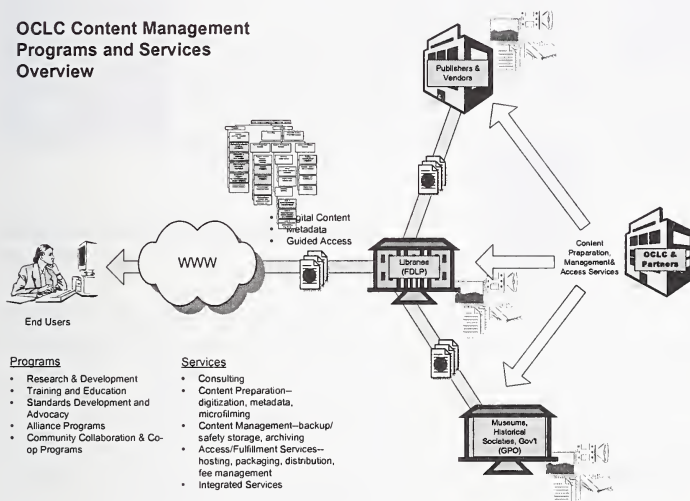 OCLC Content Management
Programs and Services
Overview
Publishers &
Vendors
• Digital Content
• Metadata
• Guided Access
WWW
Libraries
(FDLP)
Content
Preparation,
Management&
Access Services
OCLC &
Partners
End Users
Museums,
Historical
Societies, Gov't
(GPO)
Programs
• Research & Development
• Training and Education
• Standards Development and
Advocacy
• Alliance Programs
• Community Collaboration & Co-
op Programs
Services
• Consulting
• Content Preparation--
digitization, metadata,
microfilming
• Content Management--backup/
safety storage, archiving
• Access/Fulfillment Services--
hosting, packaging, distribution,
fee management
• Integrated Services